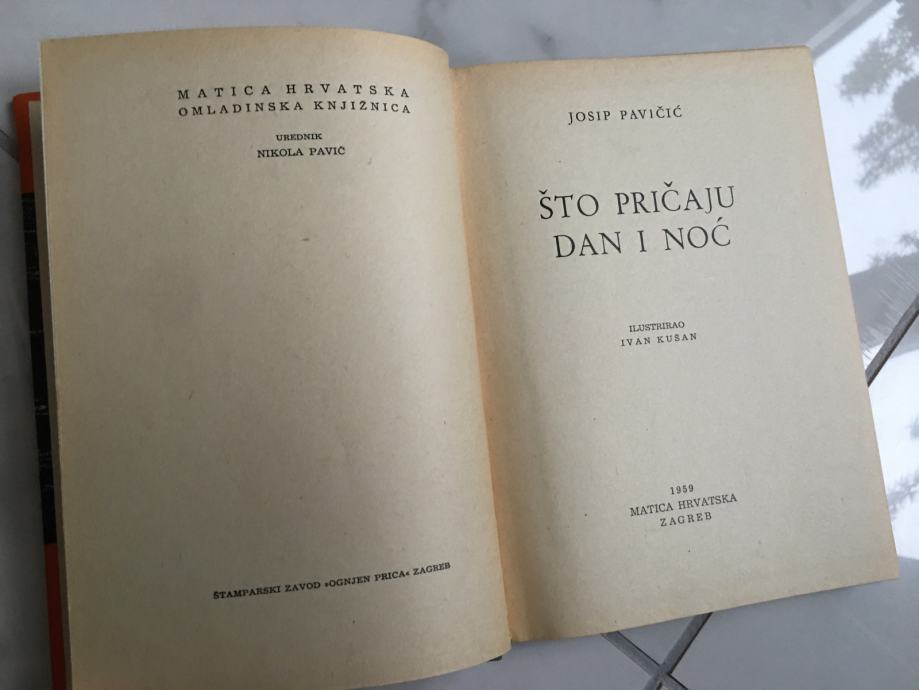 MATICA HRVATSKA
OMLADINSKA KNJIŽNICA
UREDNIK
NIKOLA PAVIĆ
ŠTAMPARSKI ZAVOD »OGNJEN PRICA« ZAGREB
JOSIP PAVIČIĆ
ŠTO PRIČAJU
DAN I NOĆ
ILUSTRIRAO
IVAN KUŠAN
1959
MATICA HRVATSKA
ZAGREB